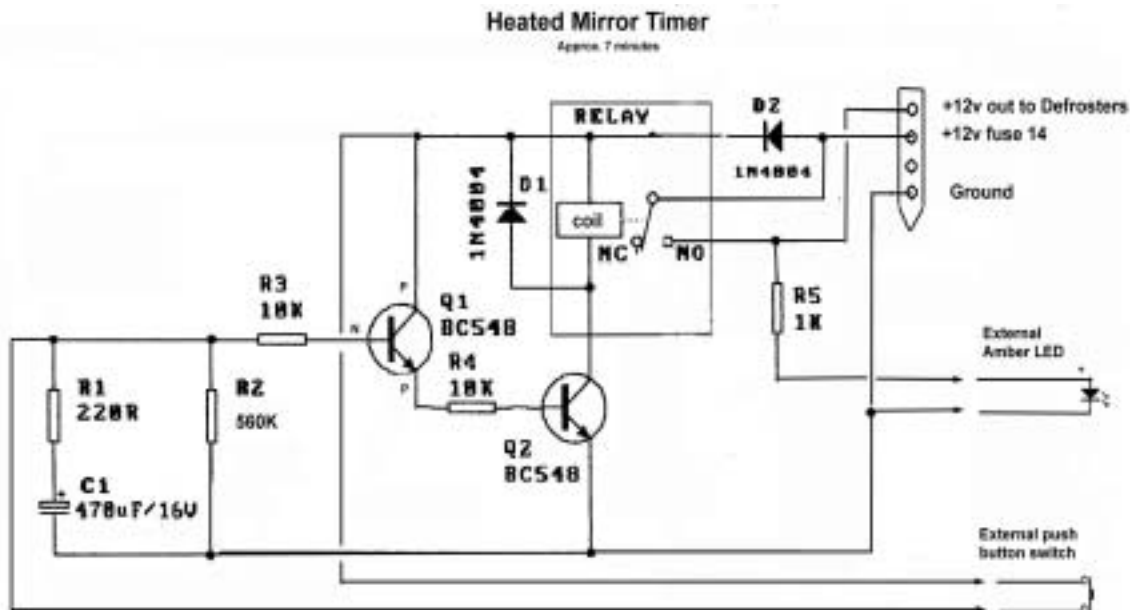 Heated Mirror Timer
Approx. 7 minutes
RELAY
D2
1N4004
+12v out to Defrosters
+12v fuse 14
Ground
D1
1N4004
coil
NC
NO
R3
10K
P
N
P
Q1
BC548
R4
10K
R5
1K
External
Amber LED
+
R1
220R
R2
560K
Q2
BC548
C1
+
470uF/16V
External push
button switch